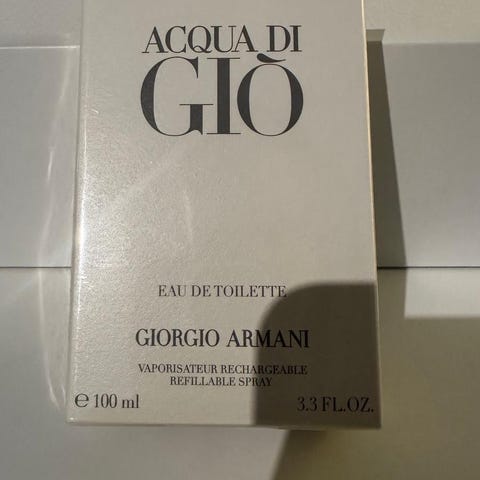 ACQUA DI
GIÒ
EAU DE TOILETTE
GIORGIO ARMANI
VAPORISATEUR RECHARGEABLE
REFILLABLE SPRAY
℮ 100 ml 3.3 FL.OZ.